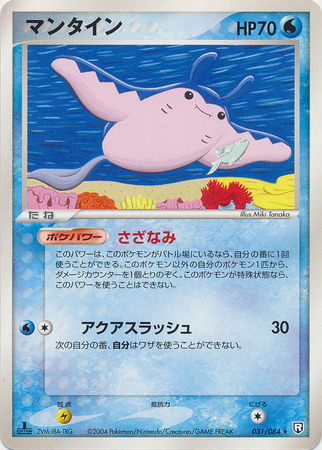 マンタイン HP70
たね
Illus.Miki Tanaka
ポケパワー さざなみ
このパワーは、このポケモンがバトル場にいるなら、自分の番に1回
使うことができる。このポケモン以外の自分のポケモン1匹から、
ダメージカウンターを1個とりのぞく。このポケモンが特殊状態なら、
このパワーを使うことはできない。
アクアスラッシュ 30
次の自分の番、自分はワザを使うことができない。
弱点 抵抗力 にげる
1 EDITION ZVM-J8A-TRG ©2004 Pokémon/Nintendo/Creatures/GAME FREAK 031/084 R